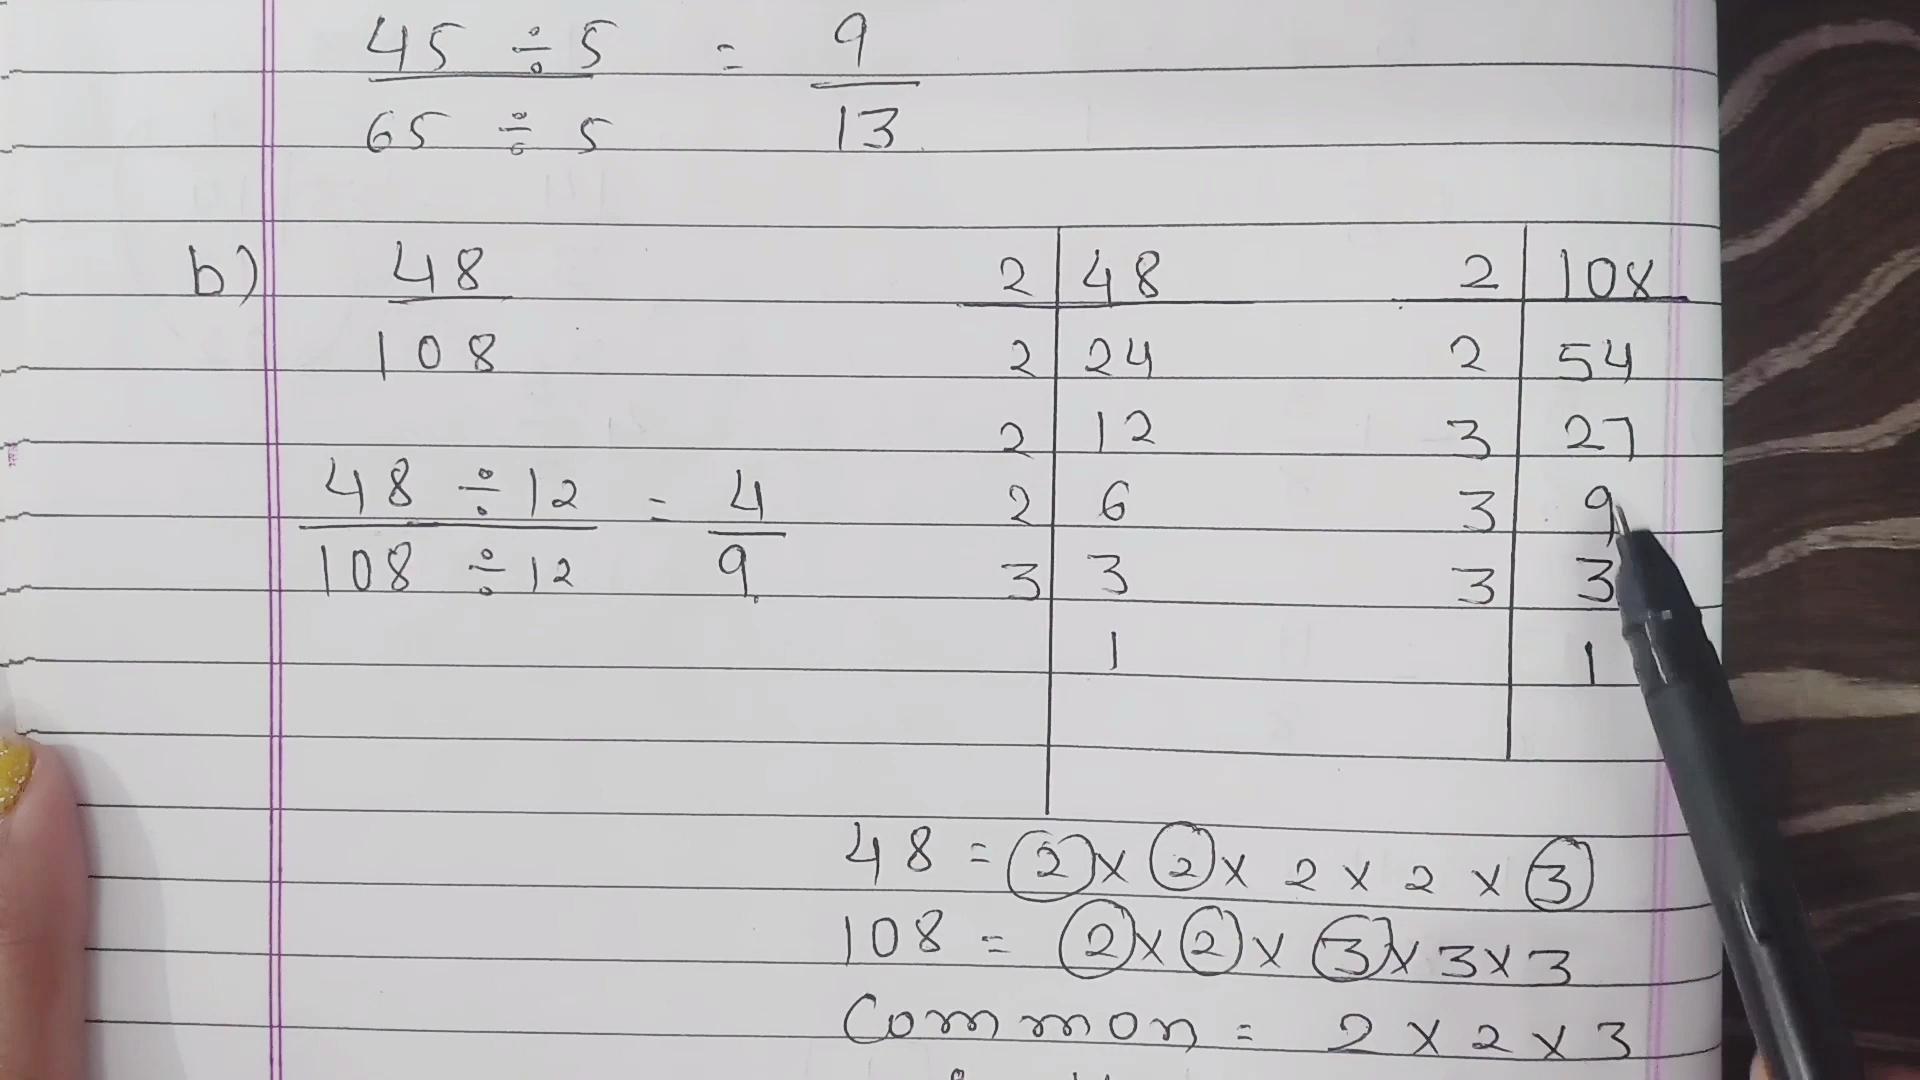 45 ÷ 5 = 9
65 ÷ 5 13
b) 48 2 48 2 108
108 2 24 2 54
2 12 3 27
48 ÷ 12 = 4 2 6 3 9
108 ÷ 12 9 3 3 3 3
1 1
48 = 2 x 2 x 2 x 2 x 3
108 = 2 x 2 x 3 x 3 x 3
Common = 2 x 2 x 3